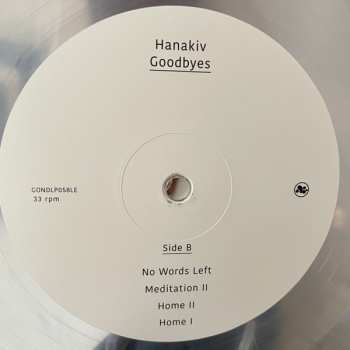 Hanakiv
Goodbyes
GONDLP058LE
33 rpm
Side B
No Words Left
Meditation II
Home II
Home I